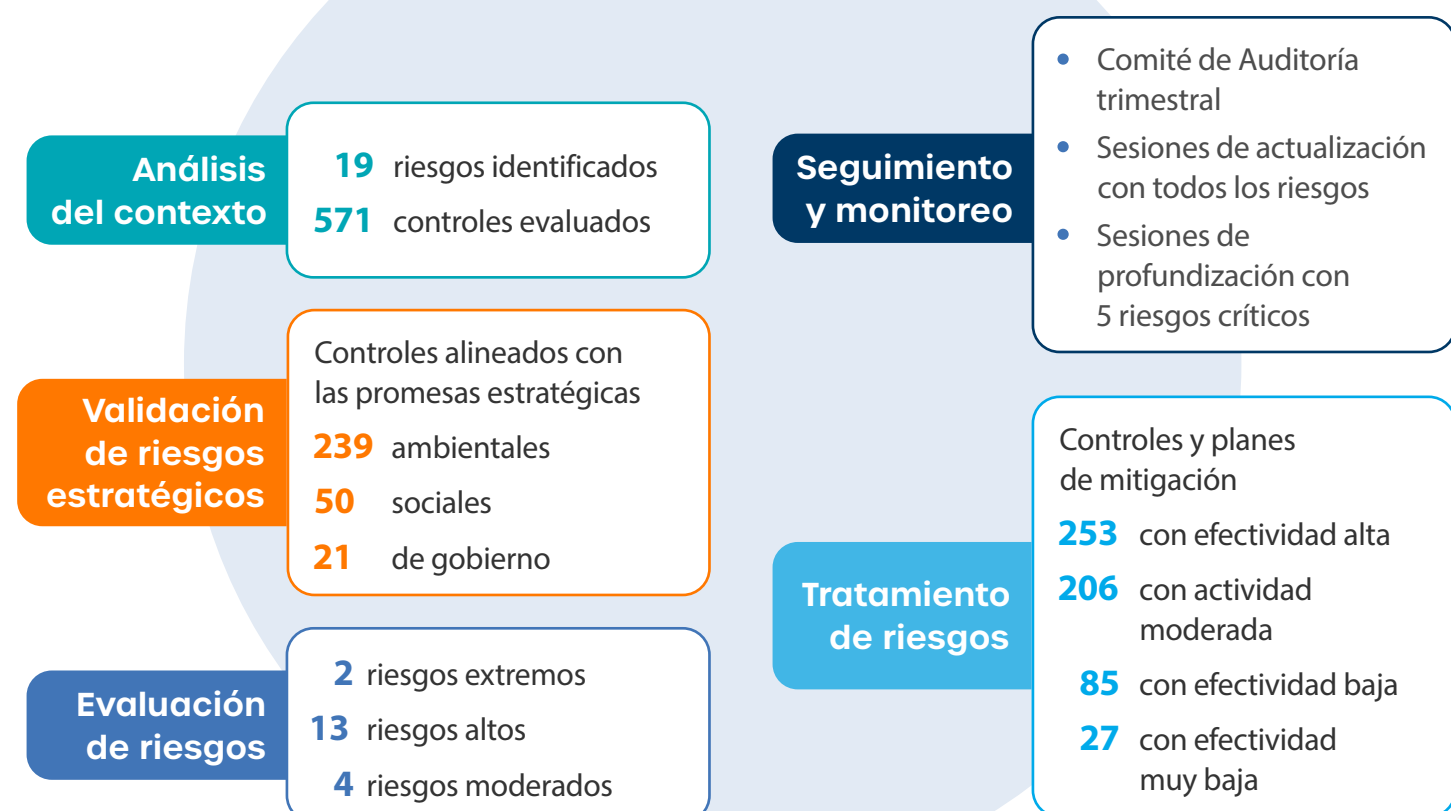 Análisis
del contexto
19 riesgos identificados
571 controles evaluados
Validación
de riesgos
estratégicos
Controles alineados con
las promesas estratégicas
239 ambientales
50 sociales
21 de gobierno
Evaluación
de riesgos
2 riesgos extremos
13 riesgos altos
4 riesgos moderados
Seguimiento
y monitoreo
• Comité de Auditoría
trimestral
• Sesiones de actualización
con todos los riesgos
• Sesiones de
profundización con
5 riesgos críticos
Tratamiento
de riesgos
Controles y planes
de mitigación
253 con efectividad alta
206 con actividad
moderada
85 con efectividad baja
27 con efectividad
muy baja